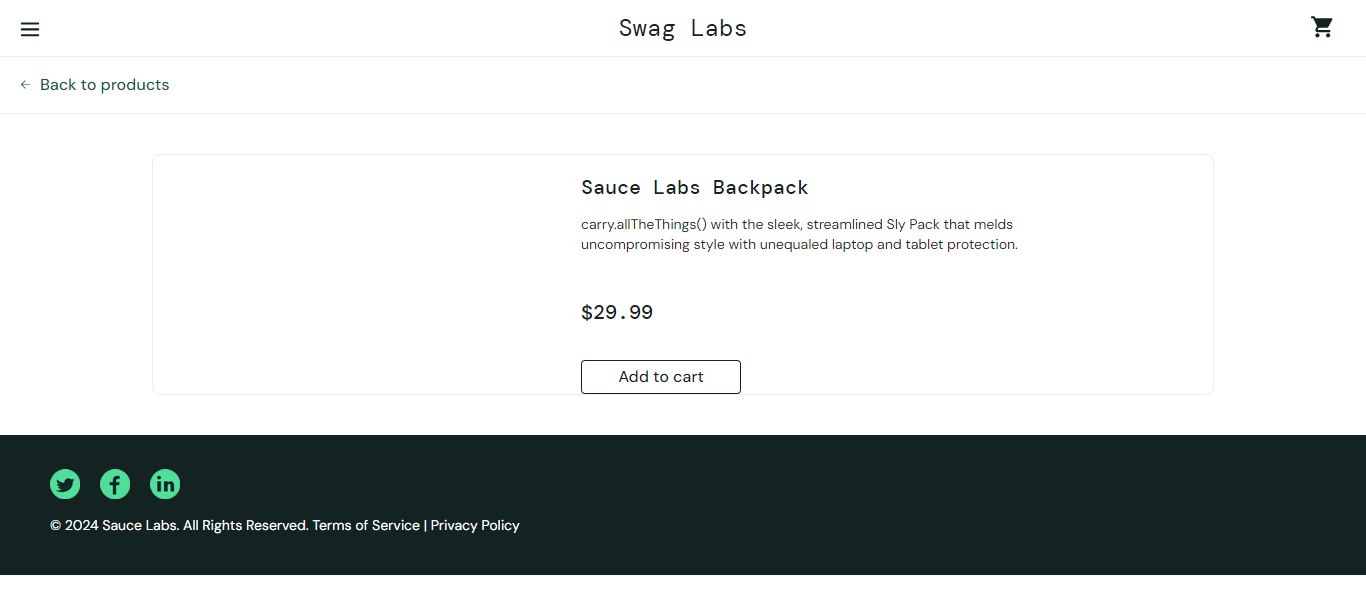 Swag Labs
Back to products
Sauce Labs Backpack
carry.allTheThings() with the sleek, streamlined Sly Pack that melds
uncompromising style with unequaled laptop and tablet protection.
$29.99
Add to cart
© 2024 Sauce Labs. All Rights Reserved. Terms of Service | Privacy Policy